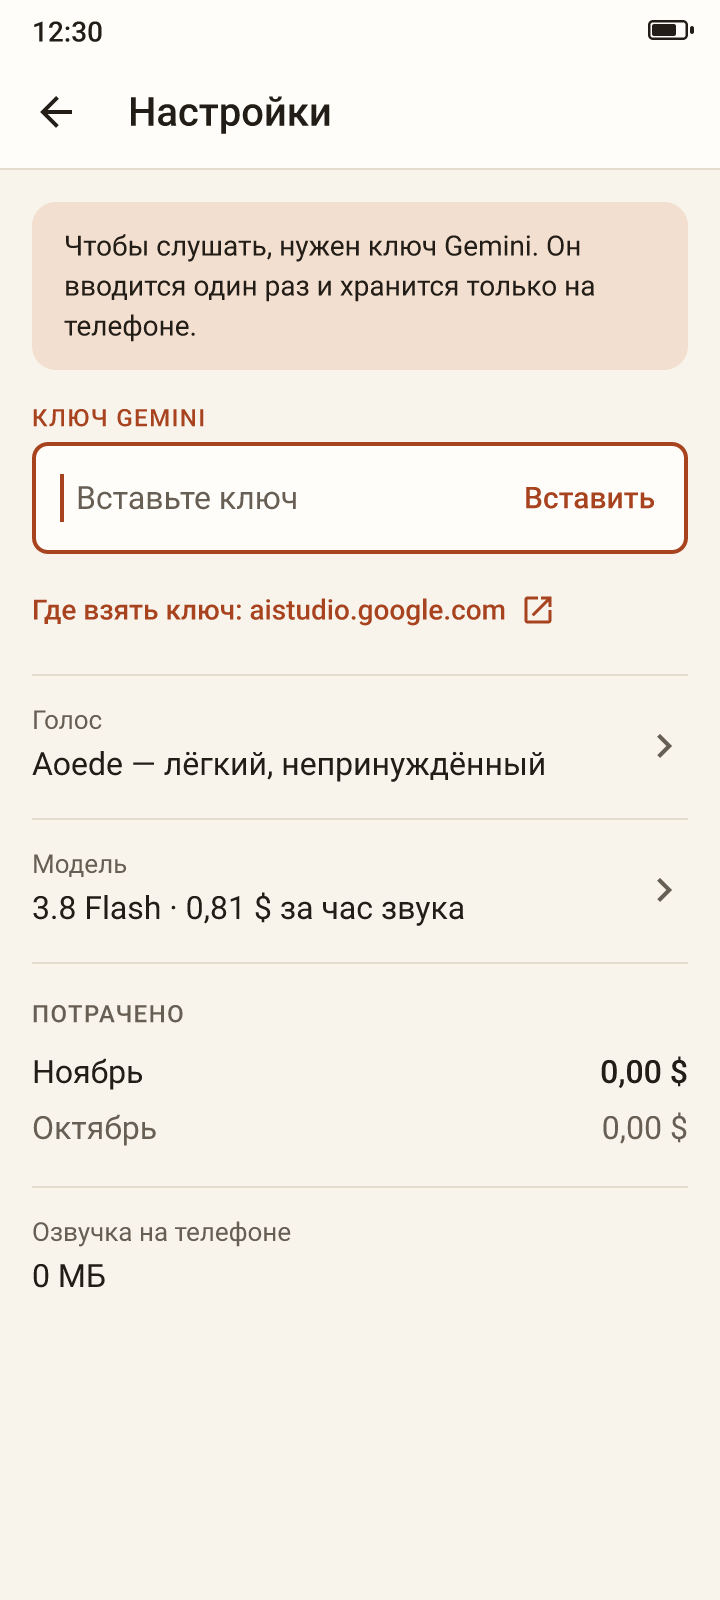 12:30
Настройки
Чтобы слушать, нужен ключ Gemini. Он
вводится один раз и хранится только на
телефоне.
КЛЮЧ GEMINI
Вставьте ключ
Вставить
Где взять ключ: aistudio.google.com
Голос
Aoede — лёгкий, непринуждённый
Модель
3.8 Flash · 0,81 $ за час звука
ПОТРАЧЕНО
Ноябрь 0,00 $
Октябрь 0,00 $
Озвучка на телефоне
0 МБ